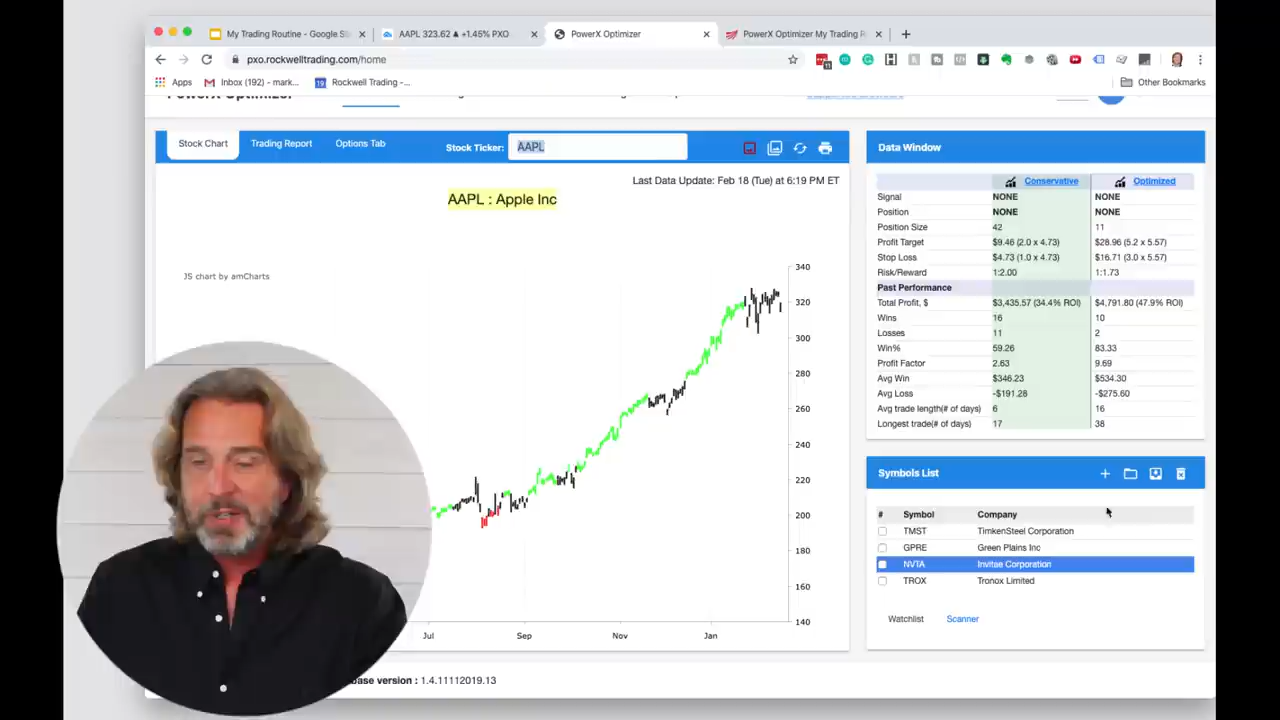 My Trading Routine - Google Sli
AAPL 323.62 ▲ +1.45% PXO
PowerX Optimizer
PowerX Optimizer My Trading R
pxo.rockwelltrading.com/home
11
Apps
Inbox (192) - mark...
19
Rockwell Trading -...
Other Bookmarks
PowerX Optimizer
Stock Chart
Trading Report
Options Tab
Stock Ticker:
AAPL
Last Data Update: Feb 18 (Tue) at 6:19 PM ET
AAPL : Apple Inc
JS chart by amCharts
340
320
300
280
260
240
220
200
180
160
140
Jul
Sep
Nov
Jan
base version : 1.4.11112019.13
Data Window
Conservative Optimized
Signal NONE NONE
Position NONE NONE
Position Size 42 11
Profit Target $9.46 (2.0 x 4.73) $28.96 (5.2 x 5.57)
Stop Loss $4.73 (1.0 x 4.73) $16.71 (3.0 x 5.57)
Risk/Reward 1:2.00 1:1.73
Past Performance
Total Profit, $ $3,435.57 (34.4% ROI) $4,791.80 (47.9% ROI)
Wins 16 10
Losses 11 2
Win% 59.26 83.33
Profit Factor 2.63 9.69
Avg Win $346.23 $534.30
Avg Loss -$191.28 -$275.60
Avg trade length(# of days) 6 16
Longest trade(# of days) 17 38
Symbols List
# Symbol Company
TMST TimkenSteel Corporation
GPRE Green Plains Inc
NVTA Invitae Corporation
TROX Tronox Limited
Watchlist Scanner